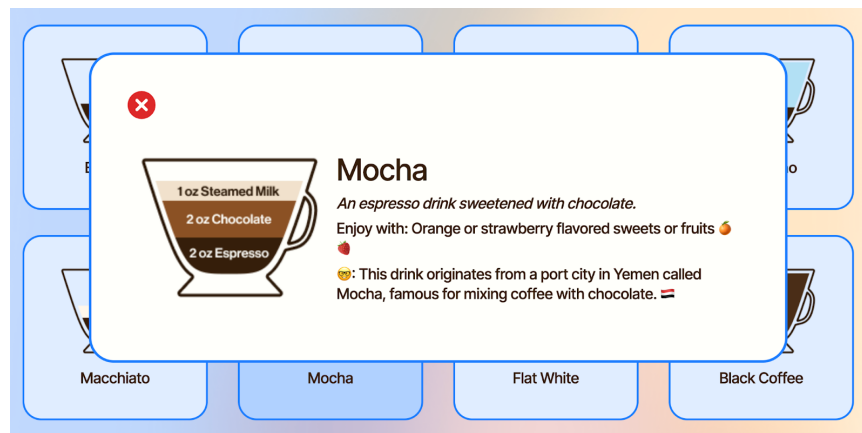 Mocha
An espresso drink sweetened with chocolate.
Enjoy with: Orange or strawberry flavored sweets or fruits 🍊
🍓
🤓: This drink originates from a port city in Yemen called
Mocha, famous for mixing coffee with chocolate. 🇾🇪
1 oz Steamed Milk
2 oz Chocolate
2 oz Espresso
Macchiato
Mocha
Flat White
Black Coffee